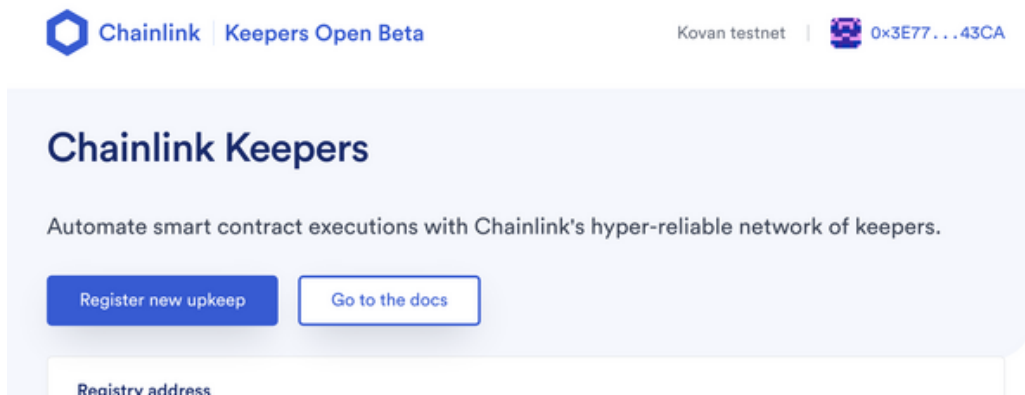 Chainlink Keepers Open Beta Kovan testnet 0x3E77...43CA
Chainlink Keepers
Automate smart contract executions with Chainlink's hyper-reliable network of keepers.
Register new upkeep Go to the docs
Registry address